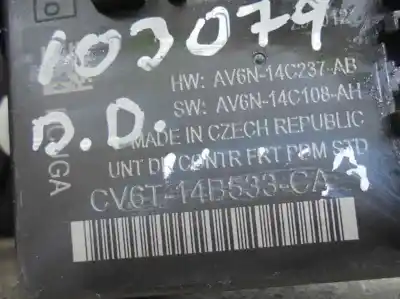 103079
HW: AV6N-14C237-AB
SW: AV6N-14C108-AH
D.D.
MADE IN CZECH REPUBLIC
UNT DR CONTR FRT PDM STD
CV6T-14B533-CA